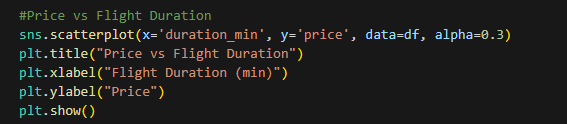 #Price vs Flight Duration
sns.scatterplot(x='duration_min', y='price', data=df, alpha=0.3)
plt.title("Price vs Flight Duration")
plt.xlabel("Flight Duration (min)")
plt.ylabel("Price")
plt.show()